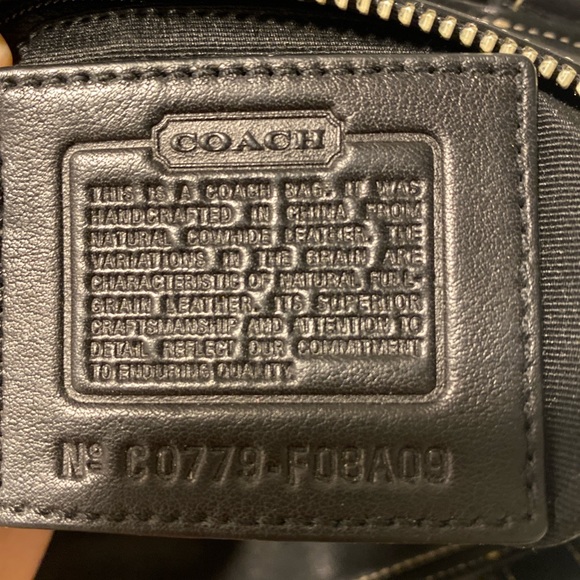 COACH
THIS IS A COACH BAG. IT WAS
HANDCRAFTED IN CHINA FROM
NATURAL COWHIDE LEATHER. THE
VARIATIONS IN THE GRAIN ARE
CHARACTERISTIC OF NATURAL FULL-
GRAIN LEATHER. ITS SUPERIOR
CRAFTSMANSHIP AND ATTENTION TO
DETAIL REFLECT OUR COMMITMENT
TO ENDURING QUALITY.
Nº C0779-F08A09